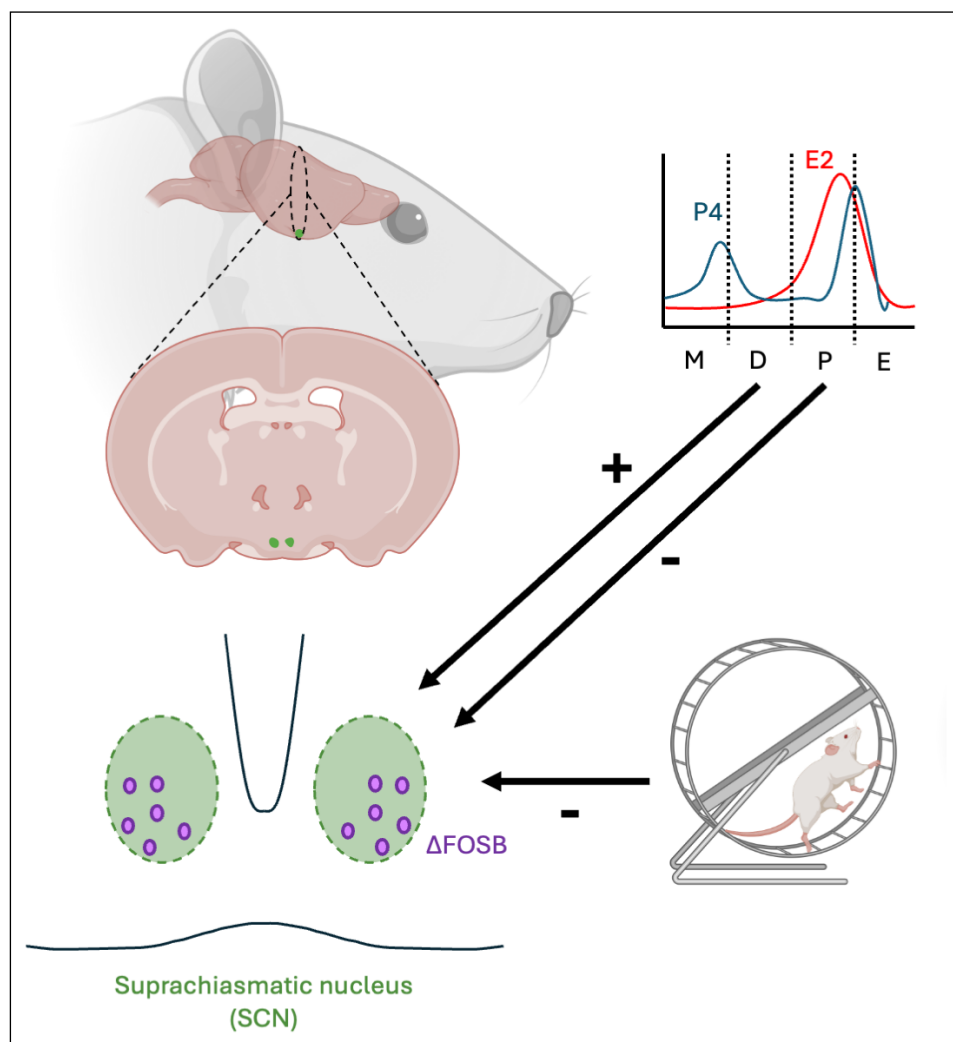 E2
P4
M D P E
+
-
-
ΔFOSB
Suprachiasmatic nucleus
(SCN)